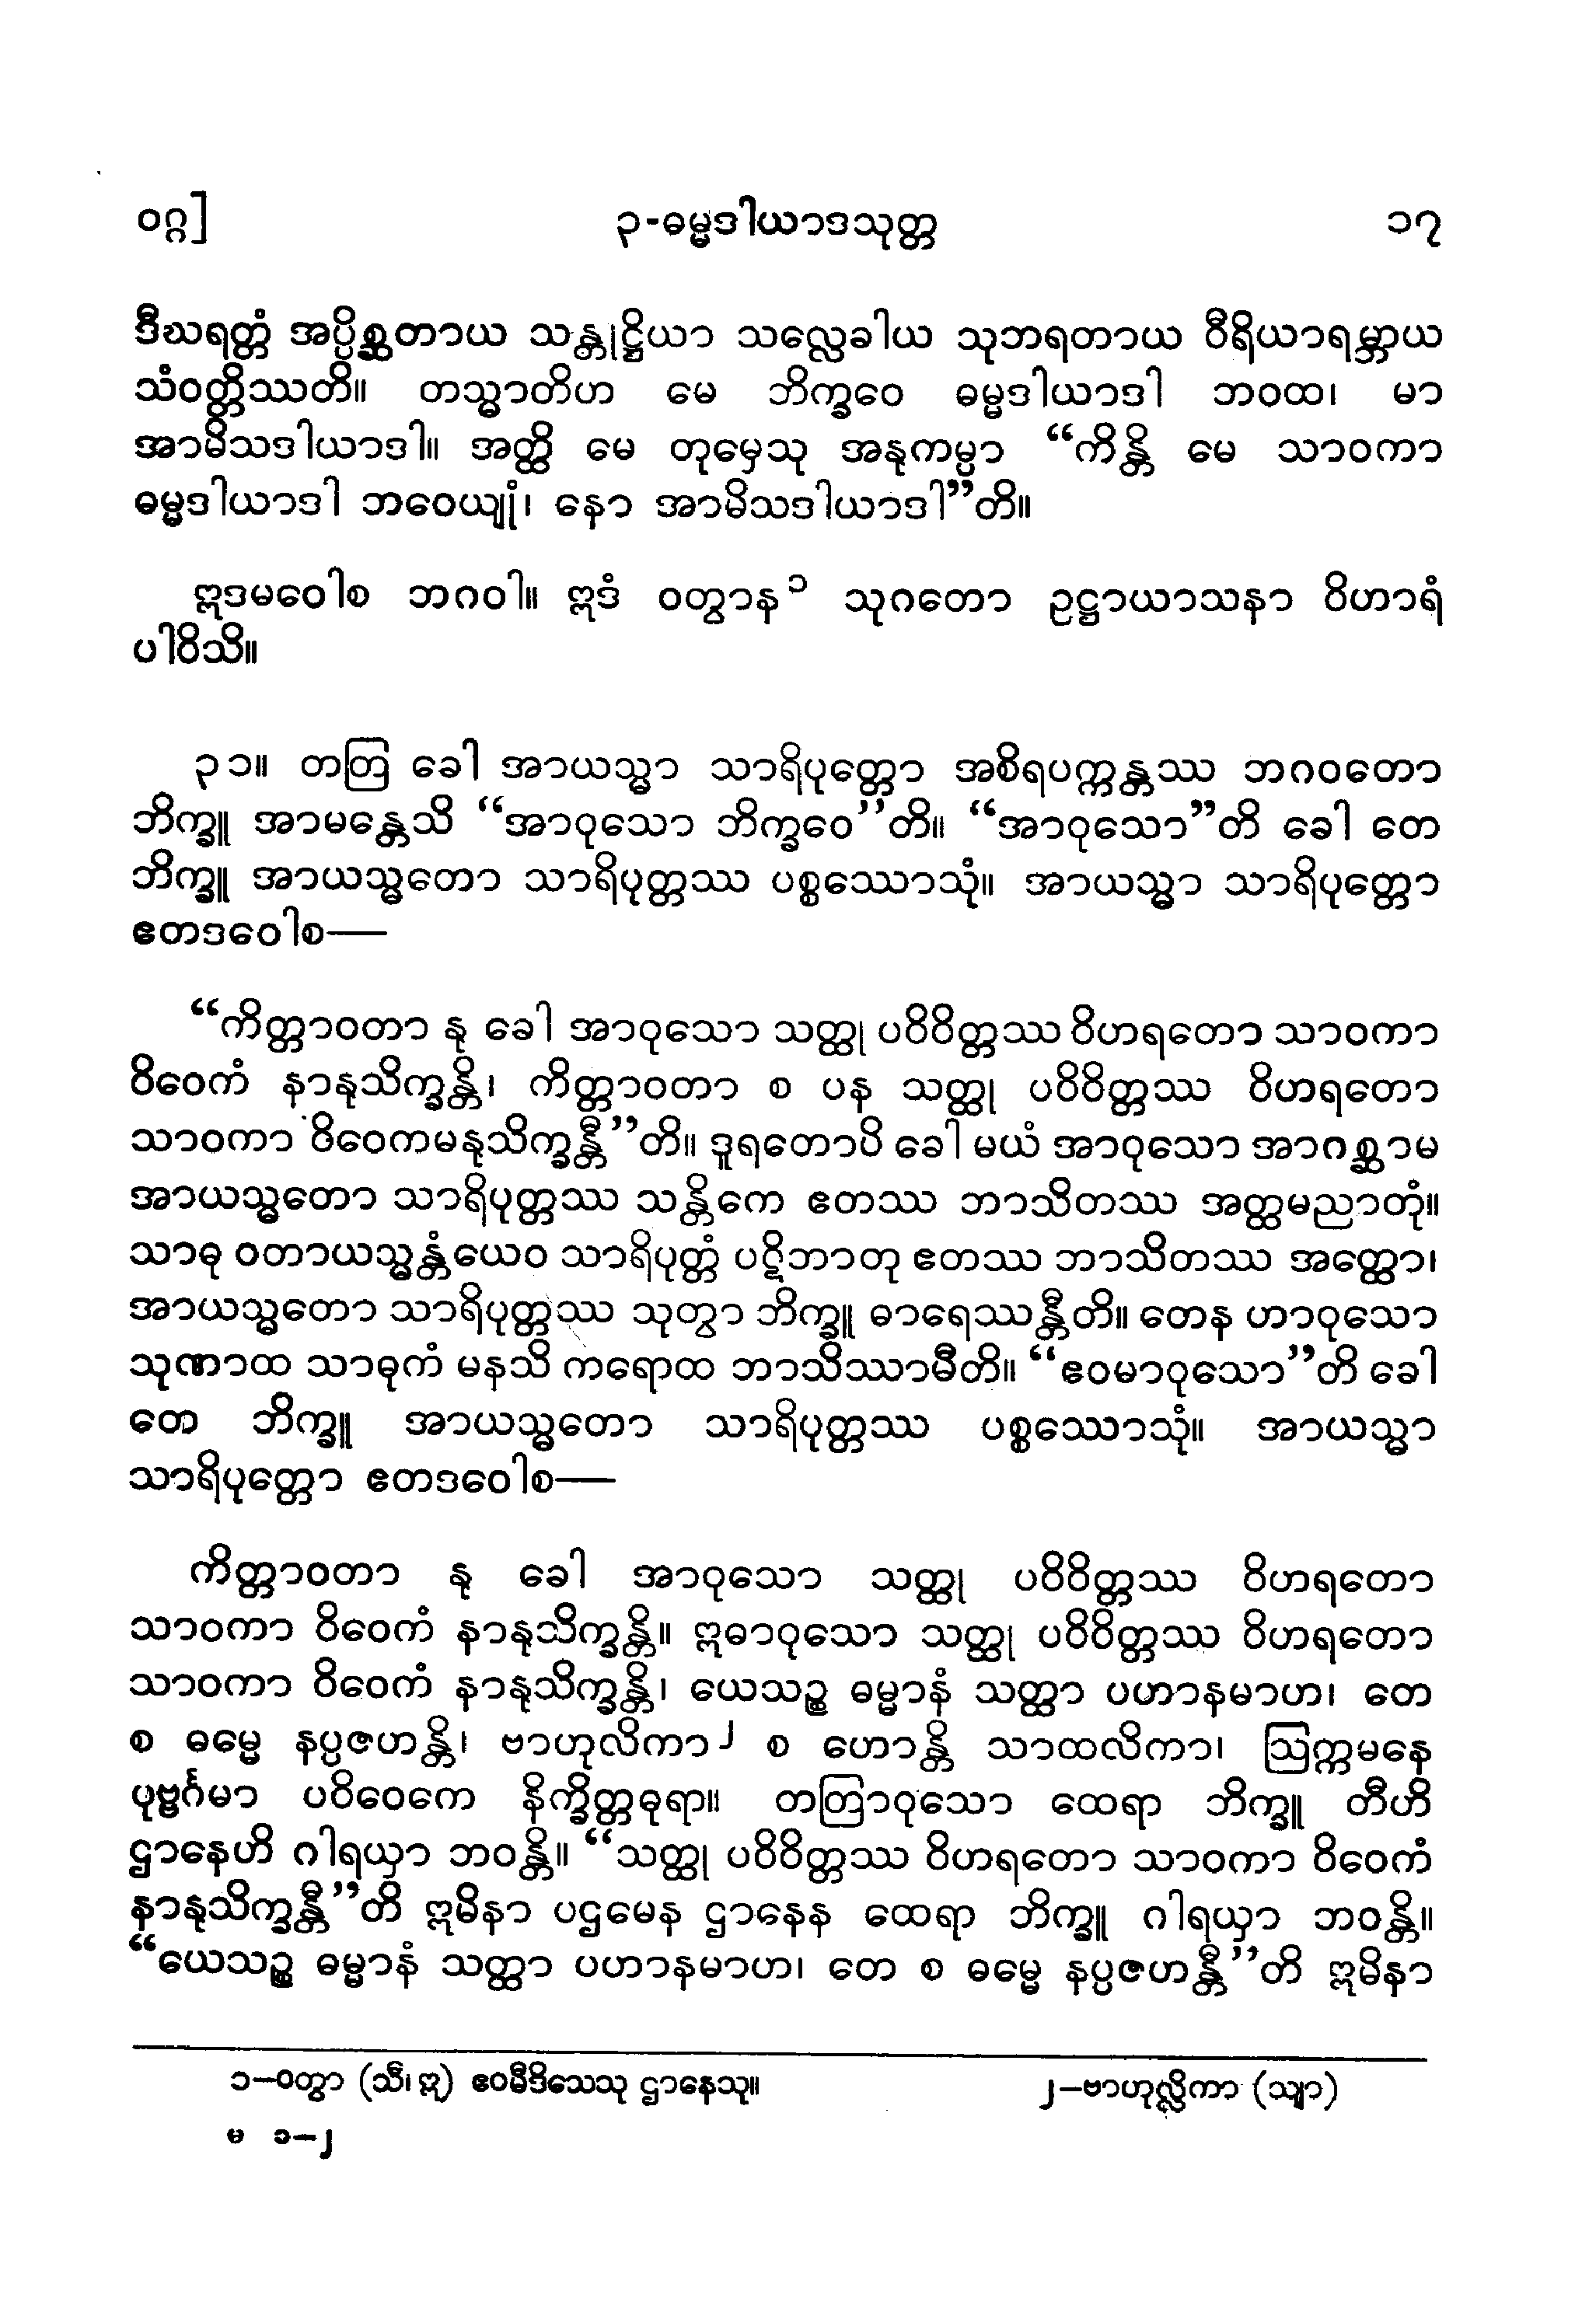 ဝဂ္ဂ]
၃-ဓမ္မဒါယာဒသုတ္တ
၁၇
ဒီဃရတ္တံ အပ္ပိစ္ဆတာယ သန္တုဋ္ဌိယာ သလ္လေခါယ သုဘရတာယ ဝီရိယာရမ္ဘာယ
သံဝတ္တိဿတိ။ တသ္မာတိဟ မေ ဘိက္ခဝေ ဓမ္မဒါယာဒါ ဘဝထ၊ မာ
အာမိသဒါယာဒါ။ အတ္ထိ မေ တုမှေသု အနုကမ္ပာ “ကိန္တိ မေ သာဝကာ
ဓမ္မဒါယာဒါ ဘဝေယျုံ၊ နော အာမိသဒါယာဒါ”တိ။
ဣဒမဝေါစ ဘဂဝါ။ ဣဒံ ဝတွာန၁ သုဂတော ဥဋ္ဌာယာသနာ ဝိဟာရံ
ပါဝိသိ။
၃၁။ တတြ ခေါ အာယသ္မာ သာရိပုတ္တော အစိရပက္ကန္တဿ ဘဂဝတော
ဘိက္ခူ အာမန္တေသိ “အာဝုသော ဘိက္ခဝေ”တိ။ “အာဝုသော”တိ ခေါ တေ
ဘိက္ခူ အာယသ္မတော သာရိပုတ္တဿ ပစ္စဿောသုံ။ အာယသ္မာ သာရိပုတ္တော
ဧတဒဝေါစ—
“ကိတ္တာဝတာ နု ခေါ အာဝုသော သတ္ထု ပဝိဝိတ္တဿ ဝိဟရတော သာဝကာ
ဝိဝေကံ နာနုသိက္ခန္တိ၊ ကိတ္တာဝတာ စ ပန သတ္ထု ပဝိဝိတ္တဿ ဝိဟရတော
သာဝကာ ဝိဝေကမနုသိက္ခန္တီ”တိ။ ဒူရတောပိ ခေါ မယံ အာဝုသော အာဂစ္ဆာမ
အာယသ္မတော သာရိပုတ္တဿ သန္တိကေ ဧတဿ ဘာသိတဿ အတ္ထမညာတုံ။
သာဓု ဝတာယသ္မန္တံယေဝ သာရိပုတ္တံ ပဋိဘာတု ဧတဿ ဘာသိတဿ အတ္ထော၊
အာယသ္မတော သာရိပုတ္တဿ သုတွာ ဘိက္ခူ ဓာရေဿန္တီတိ။ တေန ဟာဝုသော
သုဏာထ သာဓုကံ မနသိ ကရောထ ဘာသိဿာမီတိ။ “ဧဝမာဝုသော”တိ ခေါ
တေ ဘိက္ခူ အာယသ္မတော သာရိပုတ္တဿ ပစ္စဿောသုံ။ အာယသ္မာ
သာရိပုတ္တော ဧတဒဝေါစ—
ကိတ္တာဝတာ နု ခေါ အာဝုသော သတ္ထု ပဝိဝိတ္တဿ ဝိဟရတော
သာဝကာ ဝိဝေကံ နာနုသိက္ခန္တိ။ ဣဓာဝုသော သတ္ထု ပဝိဝိတ္တဿ ဝိဟရတော
သာဝကာ ဝိဝေကံ နာနုသိက္ခန္တိ၊ ယေသဉ္စ ဓမ္မာနံ သတ္ထာ ပဟာနမာဟ၊ တေ
စ ဓမ္မေ နပ္ပဇဟန္တိ၊ ဗာဟုလိကာ၂ စ ဟောန္တိ သာထလိကာ၊ ဩက္ကမနေ
ပုဗ္ဗင်္ဂမာ ပဝိဝေကေ နိက္ခိတ္တဓုရာ။ တတြာဝုသော ထေရာ ဘိက္ခူ တီဟိ
ဌာနေဟိ ဂါရယှာ ဘဝန္တိ။ “သတ္ထု ပဝိဝိတ္တဿ ဝိဟရတော သာဝကာ ဝိဝေကံ
နာနုသိက္ခန္တီ”တိ ဣမိနာ ပဌမေန ဌာနေန ထေရာ ဘိက္ခူ ဂါရယှာ ဘဝန္တိ။
“ယေသဉ္စ ဓမ္မာနံ သတ္ထာ ပဟာနမာဟ၊ တေ စ ဓမ္မေ နပ္ပဇဟန္တီ”တိ ဣမိနာ
၁—ဝတွာ (သီ၊ ဣ) ဧဝမီဒိသေသု ဌာနေသု။
၂—ဗာဟုလ္လိကာ (သျာ)
မ ၁—၂